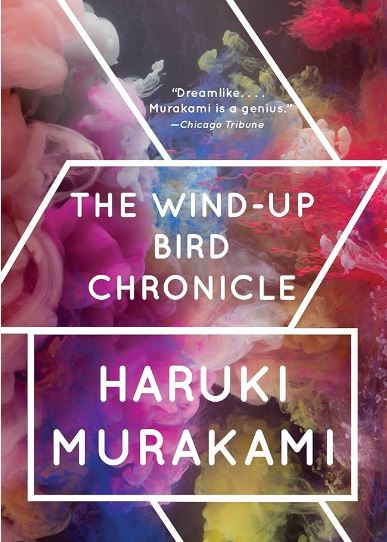 “Dreamlike. . . .
Murakami is a genius.”
—Chicago Tribune
THE WIND-UP
BIRD
CHRONICLE
HARUKI
MURAKAMI